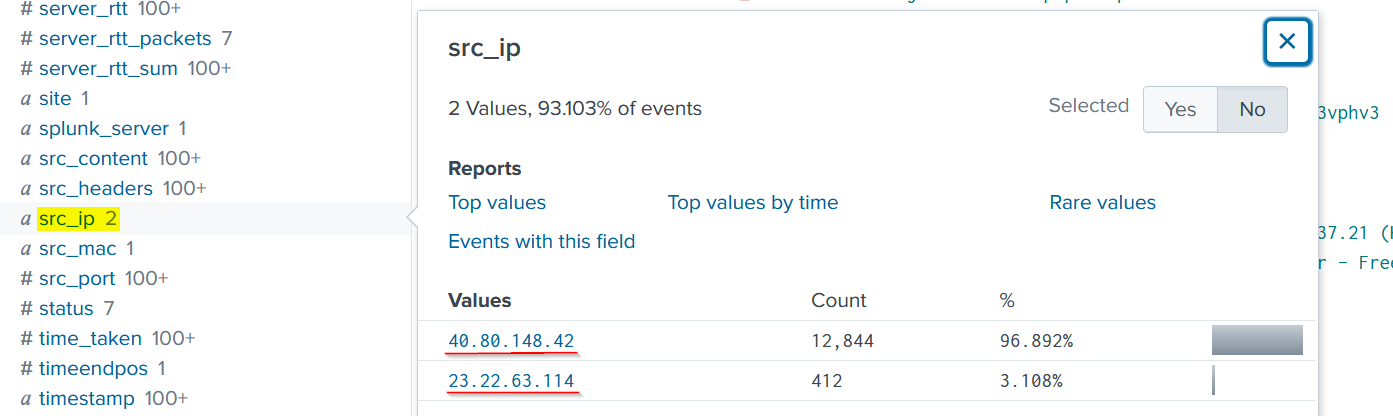 # server_rtt 100+
# server_rtt_packets 7
# server_rtt_sum 100+
a site 1
a splunk_server 1
a src_content 100+
a src_headers 100+
a src_ip 2
a src_mac 1
# src_port 100+
# status 7
# time_taken 100+
# timeendpos 1
a timestamp 100+
src_ip
2 Values, 93.103% of events
Selected Yes No
Reports
Top values Top values by time Rare values
Events with this field
Values Count %
40.80.148.42 12,844 96.892%
23.22.63.114 412 3.108%
3vphv3
37.21 (
r - Free